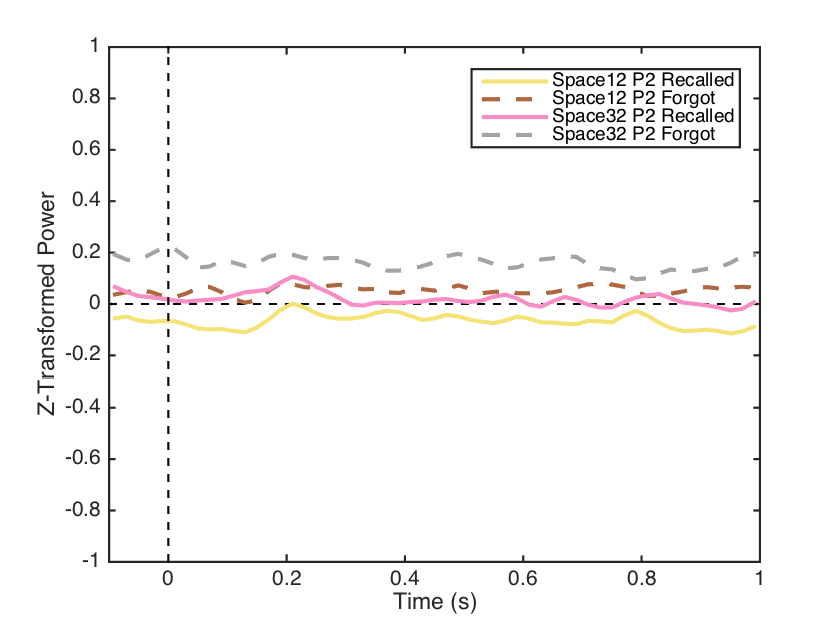 1
0.8
0.6
0.4
0.2
0
-0.2
-0.4
-0.6
-0.8
-1
Z-Transformed Power
Space12 P2 Recalled
Space12 P2 Forgot
Space32 P2 Recalled
Space32 P2 Forgot
0 0.2 0.4 0.6 0.8 1
Time (s)